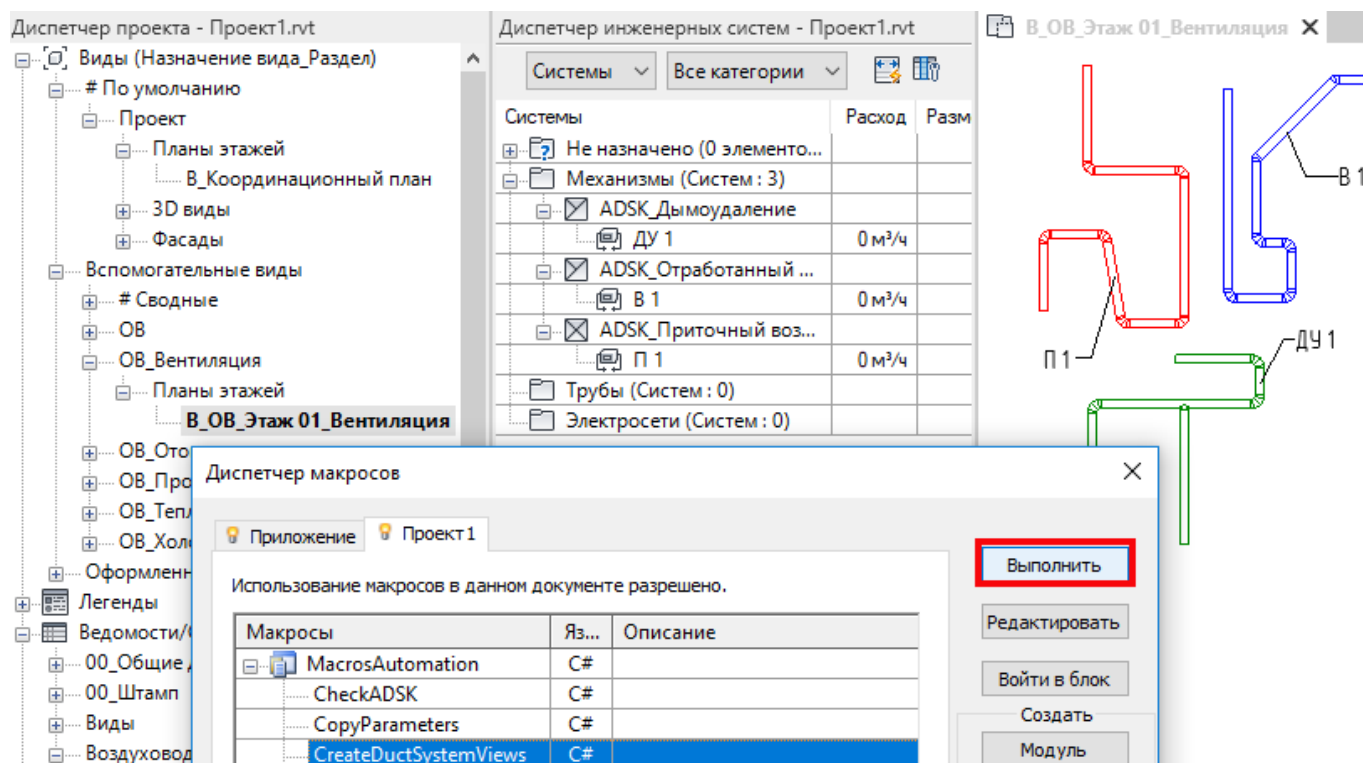 Диспетчер проекта - Проект1.rvt
Виды (Назначение вида_Раздел)
# По умолчанию
Проект
Планы этажей
В_Координационный план
3D виды
Фасады
Вспомогательные виды
# Сводные
ОВ
ОВ_Вентиляция
Планы этажей
В_ОВ_Этаж 01_Вентиляция
ОВ_Ото
ОВ_Про
ОВ_Тепл
ОВ_Холо
Оформлен
Легенды
Ведомости/
00_Общие
00_Штамп
Виды
Воздуховод
Диспетчер инженерных систем - Проект1.rvt
Системы Все категории
Системы Расход Разм
Не назначено (0 элементо...
Механизмы (Систем : 3)
ADSK_Дымоудаление
ДУ 1 0 м³/ч
ADSK_Отработанный ...
В 1 0 м³/ч
ADSK_Приточный воз...
П 1 0 м³/ч
Трубы (Систем : 0)
Электросети (Систем : 0)
В_ОВ_Этаж 01_Вентиляция
В 1
П 1
ДУ 1
Диспетчер макросов
Приложение Проект1
Использование макросов в данном документе разрешено.
Макросы Яз... Описание
MacrosAutomation C#
CheckADSK C#
CopyParameters C#
CreateDuctSystemViews C#
Выполнить
Редактировать
Войти в блок
Создать
Модуль